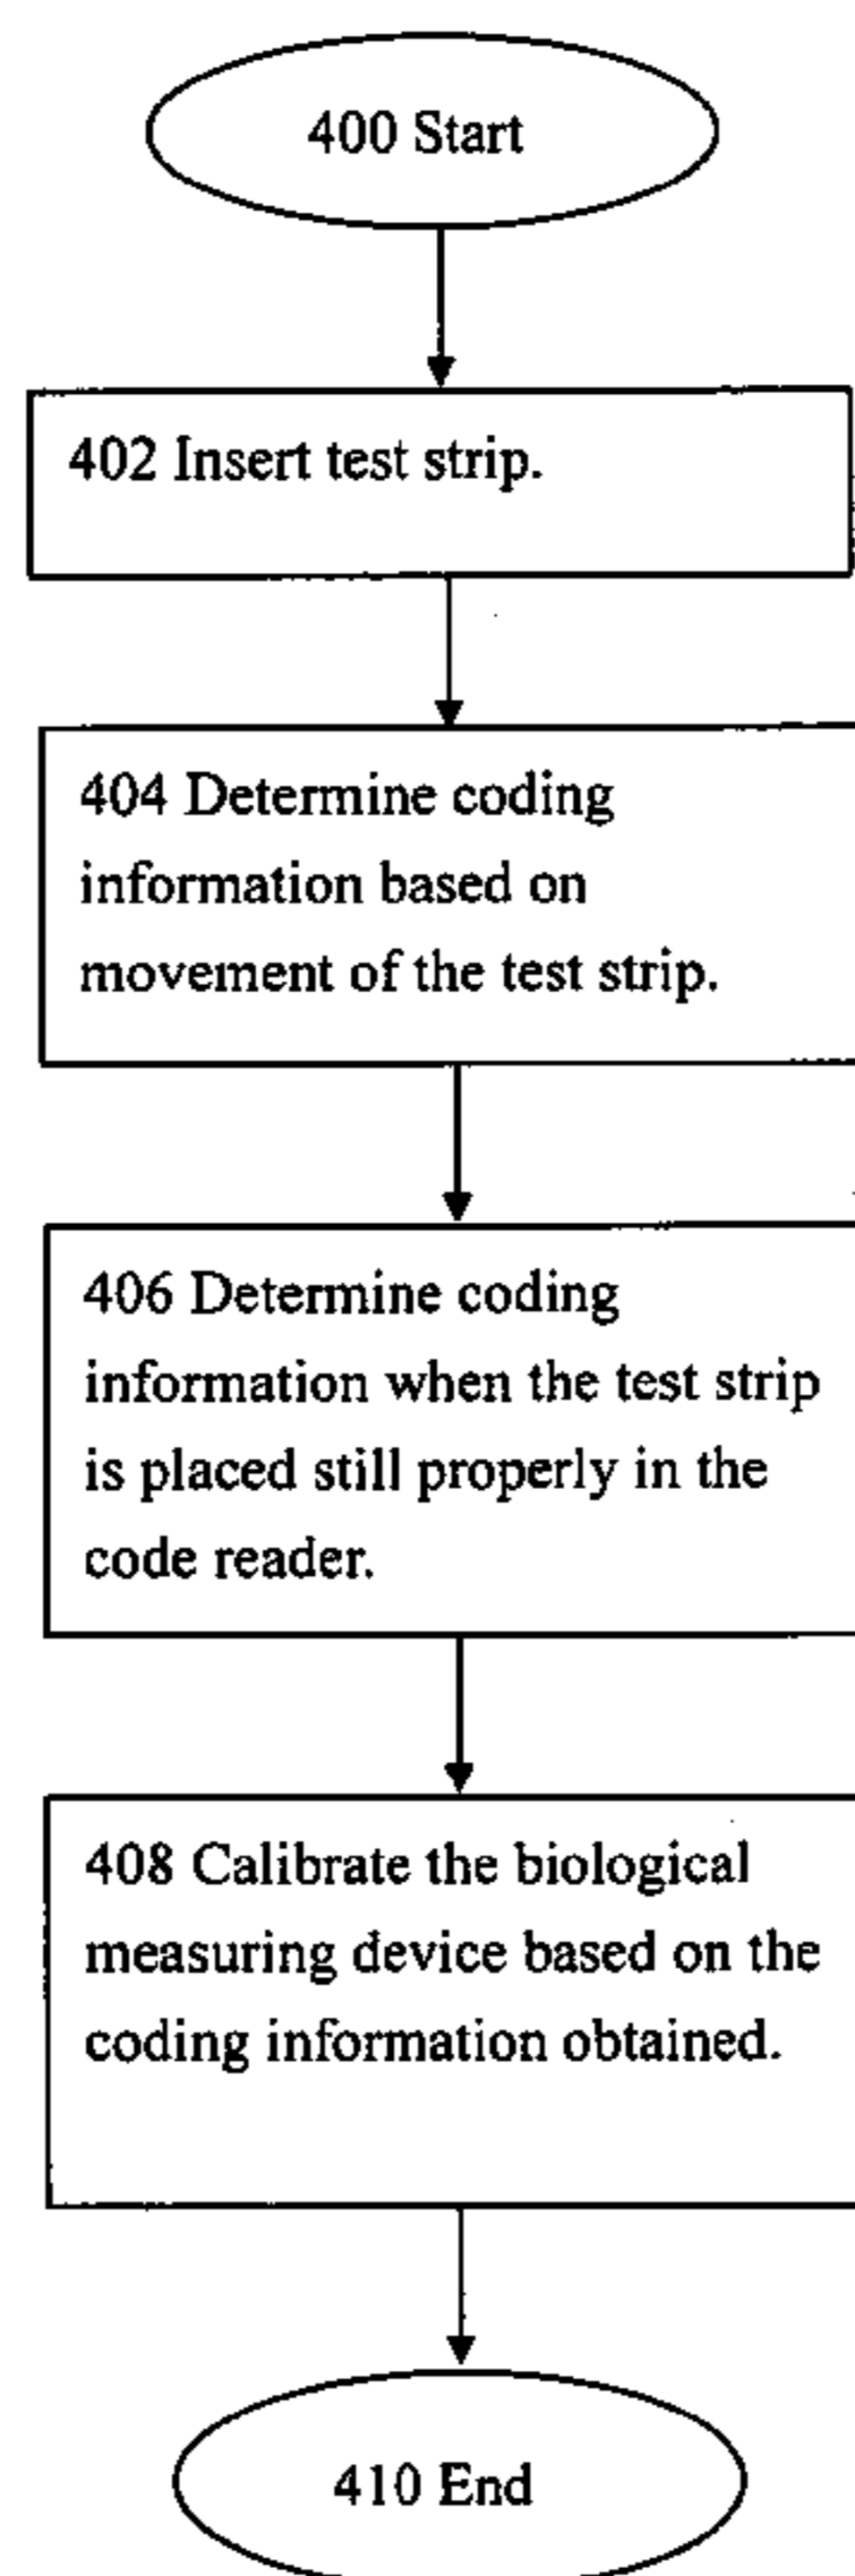 400 Start
402 Insert test strip.
404 Determine coding
information based on
movement of the test strip.
406 Determine coding
information when the test strip
is placed still properly in the
code reader.
408 Calibrate the biological
measuring device based on the
coding information obtained.
410 End